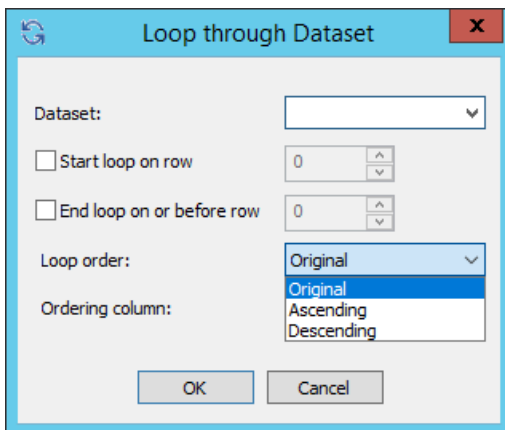 Loop through Dataset
x
Dataset:
Start loop on row 0
End loop on or before row 0
Loop order: Original
Original
Ascending
Ordering column:
Descending
OK Cancel